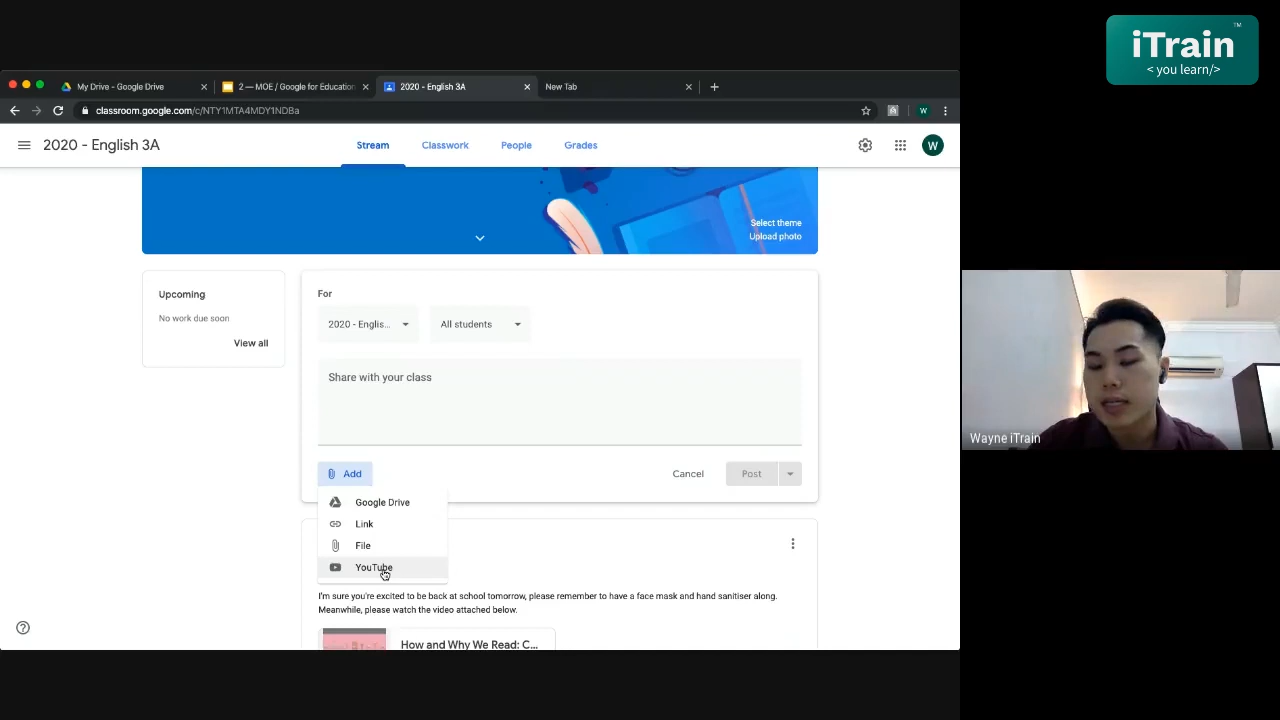 iTrain
TM
< you learn/>
My Drive - Google Drive
2 — MOE / Google for Education
2020 - English 3A
New Tab
classroom.google.com/c/NTY1MTA4MDY1NDBa
W
2020 - English 3A
Stream
Classwork
People
Grades
W
Select theme
Upload photo
Upcoming
No work due soon
View all
For
2020 - Englis...
All students
Share with your class
Add
Cancel
Post
Google Drive
Link
File
YouTube
I'm sure you're excited to be back at school tomorrow, please remember to have a face mask and hand sanitiser along.
Meanwhile, please watch the video attached below.
How and Why We Read: C...
Wayne iTrain